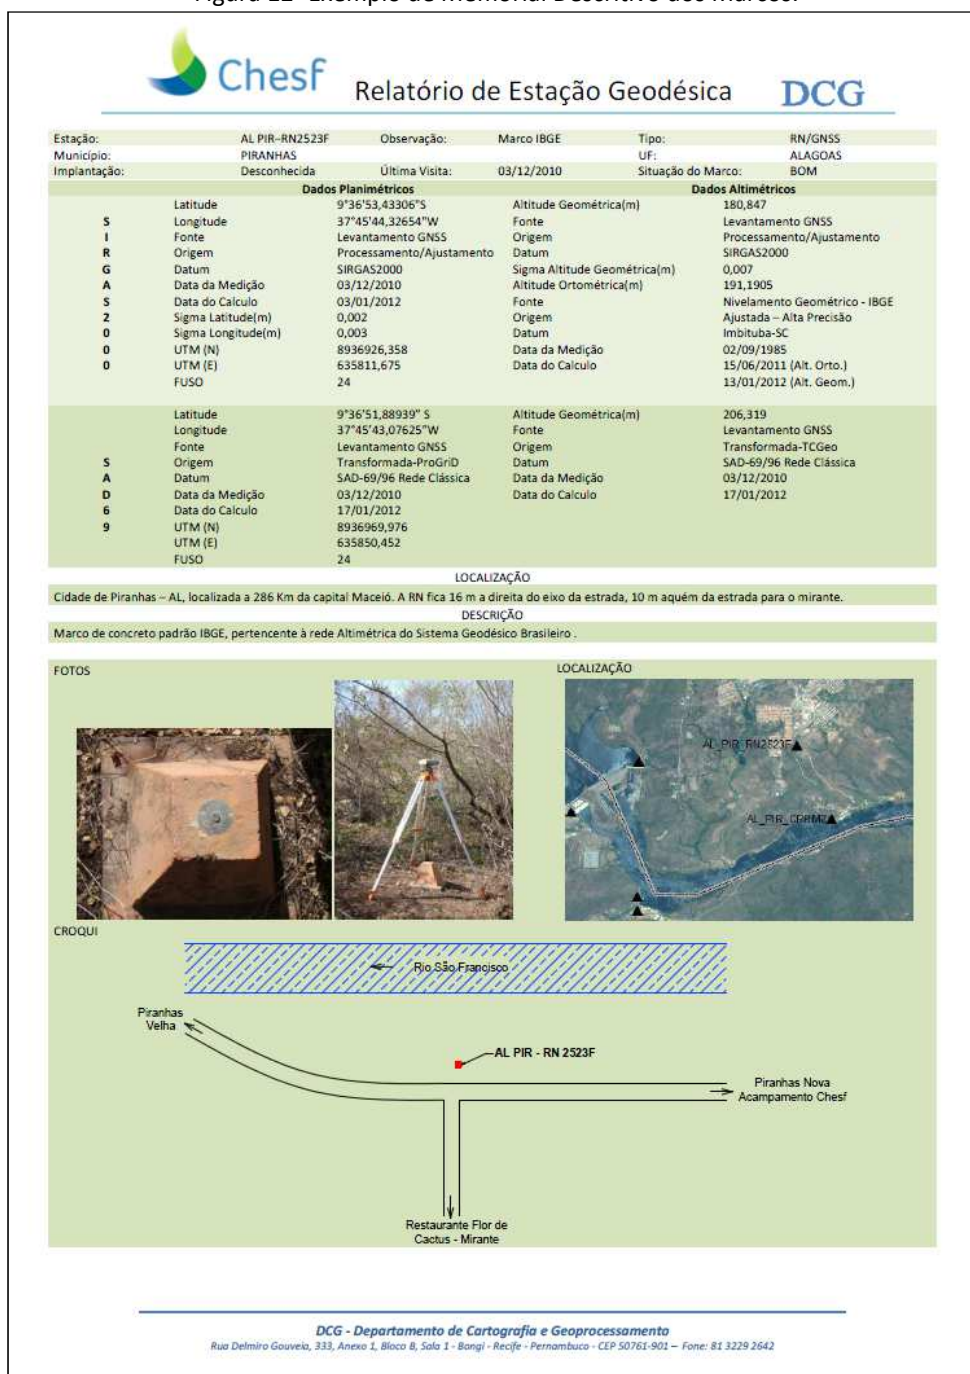 Figura 22- Exemplo de Memorial Descritivo dos Marcos.
Chesf Relatório de Estação Geodésica DCG
Estação: AL PIR–RN2523F Observação: Marco IBGE Tipo: RN/GNSS
Município: PIRANHAS UF: ALAGOAS
Implantação: Desconhecida Última Visita: 03/12/2010 Situação do Marco: BOM
Dados Planimétricos Dados Altimétricos
Latitude 9°36'53,43306"S Altitude Geométrica(m) 180,847
S Longitude 37°45'44,32654"W Fonte Levantamento GNSS
I Fonte Levantamento GNSS Origem Processamento/Ajustamento
R Origem Processamento/Ajustamento Datum SIRGAS2000
G Datum SIRGAS2000 Sigma Altitude Geométrica(m) 0,007
A Data da Medição 03/12/2010 Altitude Ortométrica(m) 191,1905
S Data do Calculo 03/01/2012 Fonte Nivelamento Geométrico - IBGE
2 Sigma Latitude(m) 0,002 Origem Ajustada – Alta Precisão
0 Sigma Longitude(m) 0,003 Datum Imbituba-SC
0 UTM (N) 8936926,358 Data da Medição 02/09/1985
0 UTM (E) 635811,675 Data do Calculo 15/06/2011 (Alt. Orto.)
FUSO 24 13/01/2012 (Alt. Geom.)
Latitude 9°36'51,88939" S Altitude Geométrica(m) 206,319
Longitude 37°45'43,07625"W Fonte Levantamento GNSS
Fonte Levantamento GNSS Origem Transformada-TCGeo
S Origem Transformada-ProGriD Datum SAD-69/96 Rede Clássica
A Datum SAD-69/96 Rede Clássica Data da Medição 03/12/2010
D Data da Medição 03/12/2010 Data do Calculo 17/01/2012
6 Data do Calculo 17/01/2012
9 UTM (N) 8936969,976
UTM (E) 635850,452
FUSO 24
LOCALIZAÇÃO
Cidade de Piranhas – AL, localizada a 286 Km da capital Maceió. A RN fica 16 m a direita do eixo da estrada, 10 m aquém da estrada para o mirante.
DESCRIÇÃO
Marco de concreto padrão IBGE, pertencente à rede Altimétrica do Sistema Geodésico Brasileiro .
FOTOS LOCALIZAÇÃO
AL_PIR_RN2523F
CROQUI
Rio São Francisco
Piranhas
Velha
AL PIR - RN 2523F
Piranhas Nova
Acampamento Chesf
Restaurante Flor de
Cactus - Mirante
DCG - Departamento de Cartografia e Geoprocessamento
Rua Delmiro Gouveia, 333, Anexo 1, Bloco B, Sala 1 - Bongi - Recife - Pernambuco - CEP 50761-901 – Fone: 81 3229 2642